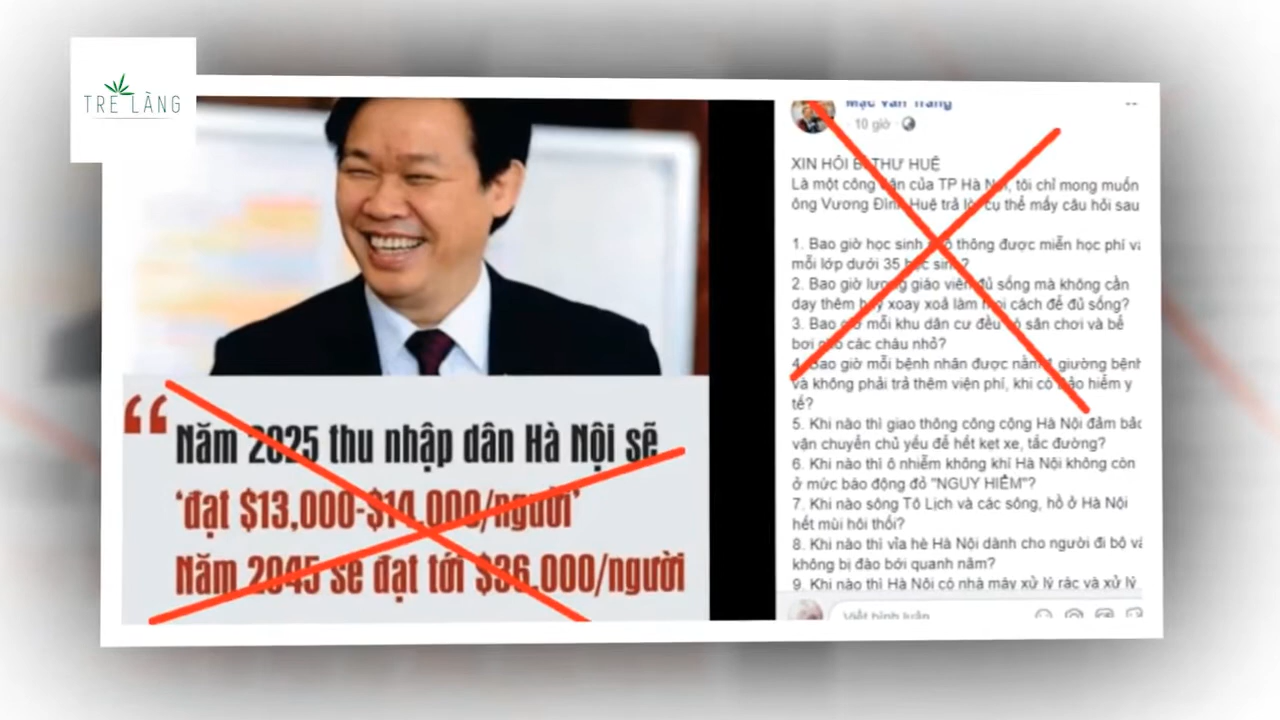 TRE LÀNG
“
Năm 2025 thu nhập dân Hà Nội sẽ
‘đạt $13,000-$14,000/người’
Năm 2045 sẽ đạt tới $36,000/người
Mạc Văn Trang
· 10 giờ ·
XIN HỎI BÍ THƯ HUỆ
Là một công dân của TP Hà Nội, tôi chỉ mong muốn
ông Vương Đình Huệ trả lời cụ thể mấy câu hỏi sau
1. Bao giờ học sinh phổ thông được miễn học phí và
mỗi lớp dưới 35 học sinh?
2. Bao giờ lương giáo viên đủ sống mà không cần
dạy thêm hay xoay xoả làm mọi cách để đủ sống?
3. Bao giờ mỗi khu dân cư đều có sân chơi và bể
bơi cho các cháu nhỏ?
4. Bao giờ mỗi bệnh nhân được nằm 1 giường bệnh
và không phải trả thêm viện phí, khi có bảo hiểm y
tế?
5. Khi nào thì giao thông công cộng Hà Nội đảm bảo
vận chuyển chủ yếu để hết kẹt xe, tắc đường?
6. Khi nào thì ô nhiễm không khí Hà Nội không còn
ở mức báo động đỏ "NGUY HIỂM"?
7. Khi nào sông Tô Lịch và các sông, hồ ở Hà Nội
hết mùi hôi thối?
8. Khi nào thì vỉa hè Hà Nội dành cho người đi bộ và
không bị đào bới quanh năm?
9. Khi nào thì Hà Nội có nhà máy xử lý rác và xử lý
Viết bình luận